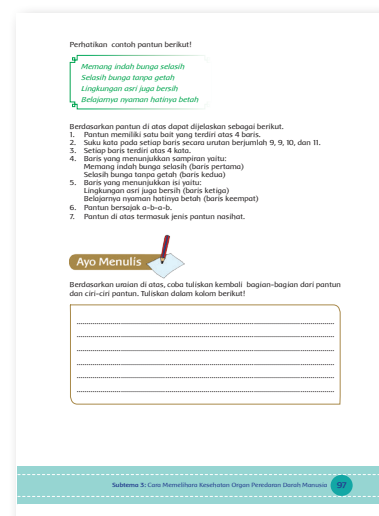 Perhatikan contoh pantun berikut!
Memang indah bunga selasih
Selasih bunga tanpa getah
Lingkungan asri juga bersih
Belajarnya nyaman hatinya betah
Berdasarkan pantun di atas dapat dijelaskan sebagai berikut.
1. Pantun memiliki satu bait yang terdiri atas 4 baris.
2. Suku kata pada setiap baris secara urutan berjumlah 9, 9, 10, dan 11.
3. Setiap baris terdiri atas 4 kata.
4. Baris yang menunjukkan sampiran yaitu:
Memang indah bunga selasih (baris pertama)
Selasih bunga tanpa getah (baris kedua)
5. Baris yang menunjukkan isi yaitu:
Lingkungan asri juga bersih (baris ketiga)
Belajarnya nyaman hatinya betah (baris keempat)
6. Pantun bersajak a-b-a-b.
7. Pantun di atas termasuk jenis pantun nasihat.
Ayo Menulis
Berdasarkan uraian di atas, coba tuliskan kembali bagian-bagian dari pantun
dan ciri-ciri pantun. Tuliskan dalam kolom berikut!
Subtema 3: Cara Memelihara Kesehatan Organ Peredaran Darah Manusia 97